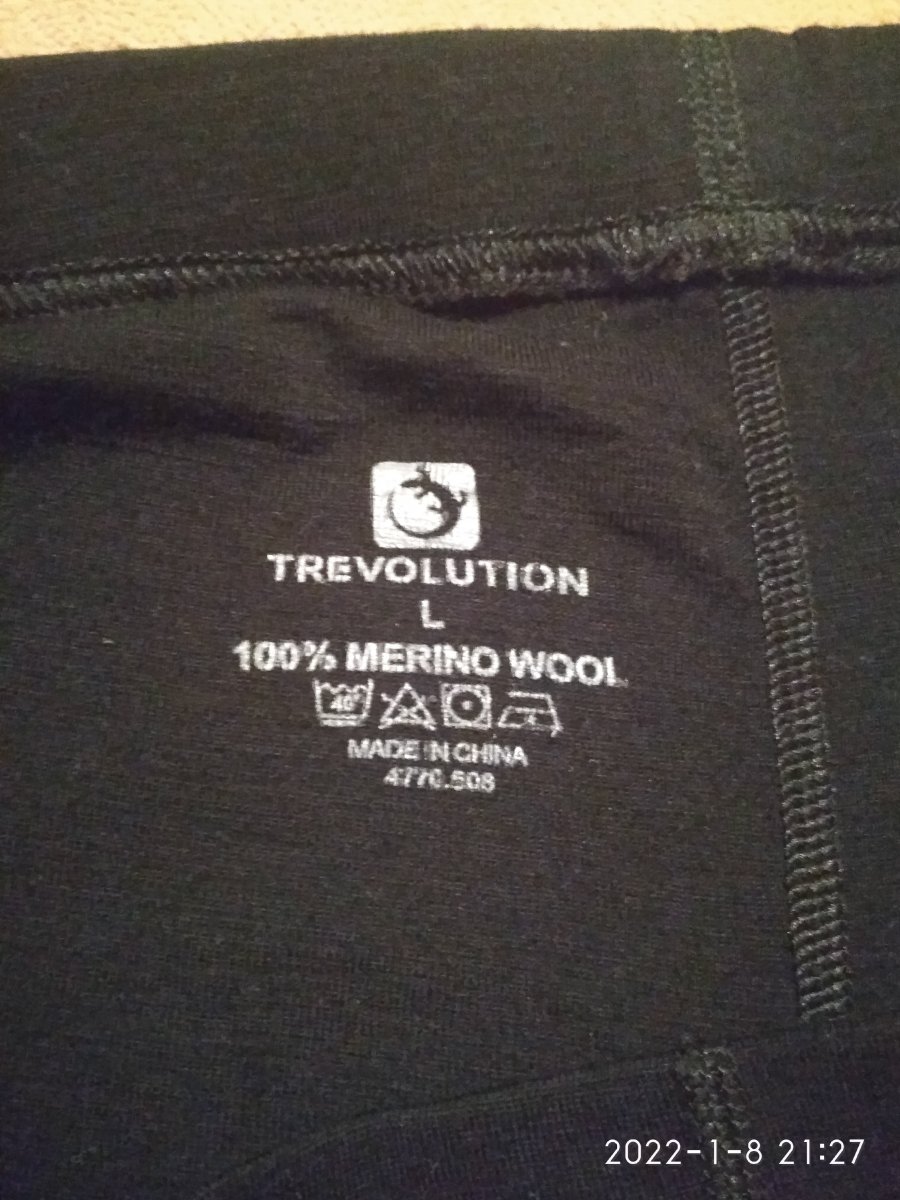 TREVOLUTION
L
100% MERINO WOOL
40°
MADE IN CHINA
4770.508
2022-1-8 21:27